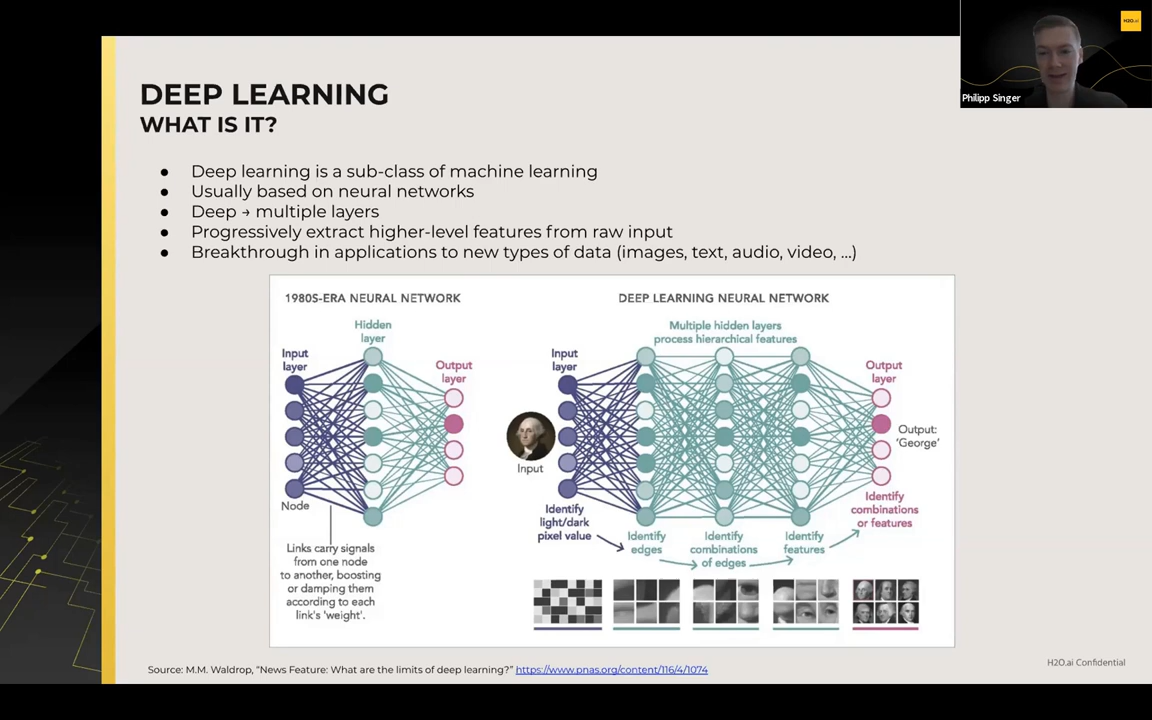 H2O.ai
Philipp Singer
DEEP LEARNING
WHAT IS IT?
● Deep learning is a sub-class of machine learning
● Usually based on neural networks
● Deep → multiple layers
● Progressively extract higher-level features from raw input
● Breakthrough in applications to new types of data (images, text, audio, video, ...)
1980S-ERA NEURAL NETWORK
Hidden
layer
Input
layer
Output
layer
Node
Links carry signals
from one node
to another, boosting
or damping them
according to each
link's 'weight'.
DEEP LEARNING NEURAL NETWORK
Multiple hidden layers
process hierarchical features
Input
layer
Output
layer
Input
Output:
'George'
Identify
light/dark
pixel value
Identify
edges
Identify
combinations
of edges
Identify
features
Identify
combinations
or features
Source: M.M. Waldrop, “News Feature: What are the limits of deep learning?” https://www.pnas.org/content/116/4/1074
H2O.ai Confidential